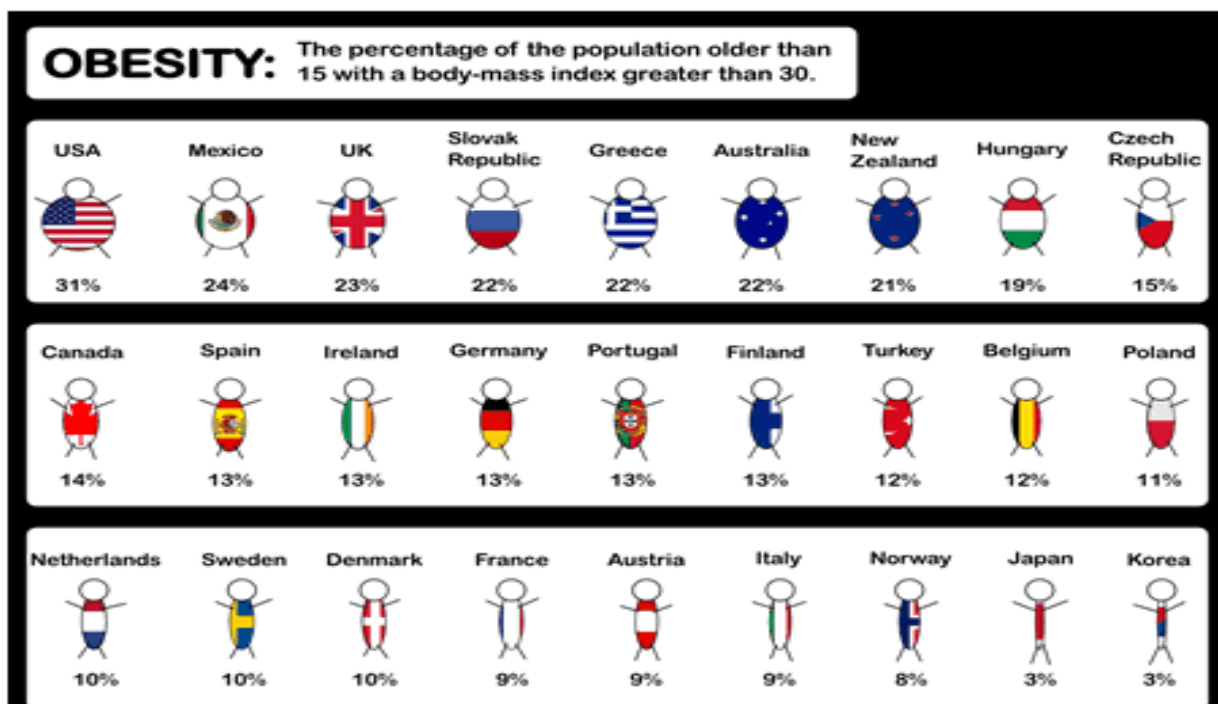 OBESITY: The percentage of the population older than
15 with a body-mass index greater than 30.
USA Mexico UK Slovak Republic Greece Australia New Zealand Hungary Czech Republic
31% 24% 23% 22% 22% 22% 21% 19% 15%
Canada Spain Ireland Germany Portugal Finland Turkey Belgium Poland
14% 13% 13% 13% 13% 13% 12% 12% 11%
Netherlands Sweden Denmark France Austria Italy Norway Japan Korea
10% 10% 10% 9% 9% 9% 8% 3% 3%